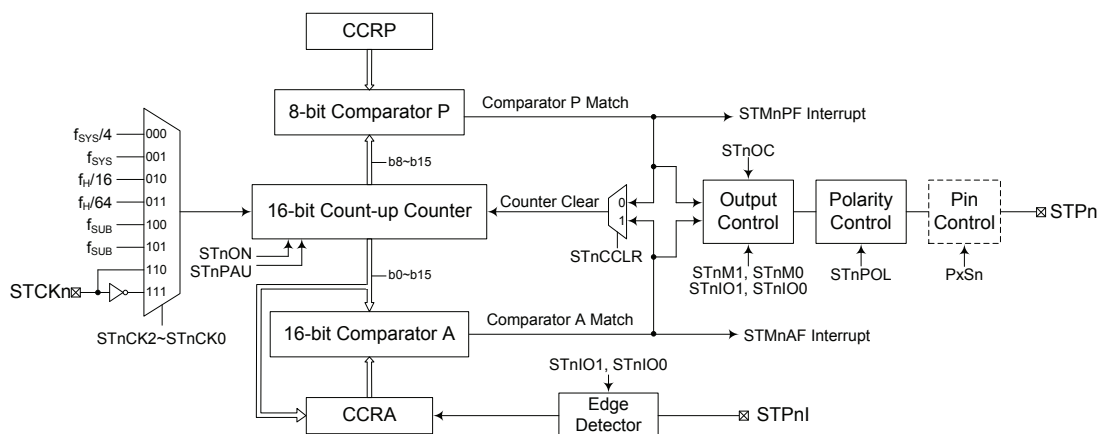 CCRP
8-bit Comparator P
Comparator P Match
STMnPF Interrupt
fSYS/4
000
fSYS
001
fH/16
010
fH/64
011
fSUB
100
fSUB
101
110
111
STCKn
STnCK2~STnCK0
b8~b15
16-bit Count-up Counter
STnON
STnPAU
b0~b15
Counter Clear
0
1
STnCCLR
STnOC
Output
Control
STnM1, STnM0
STnIO1, STnIO0
Polarity
Control
STnPOL
Pin
Control
PxSn
STPn
16-bit Comparator A
Comparator A Match
STMnAF Interrupt
STnIO1, STnIO0
CCRA
Edge
Detector
STPnI